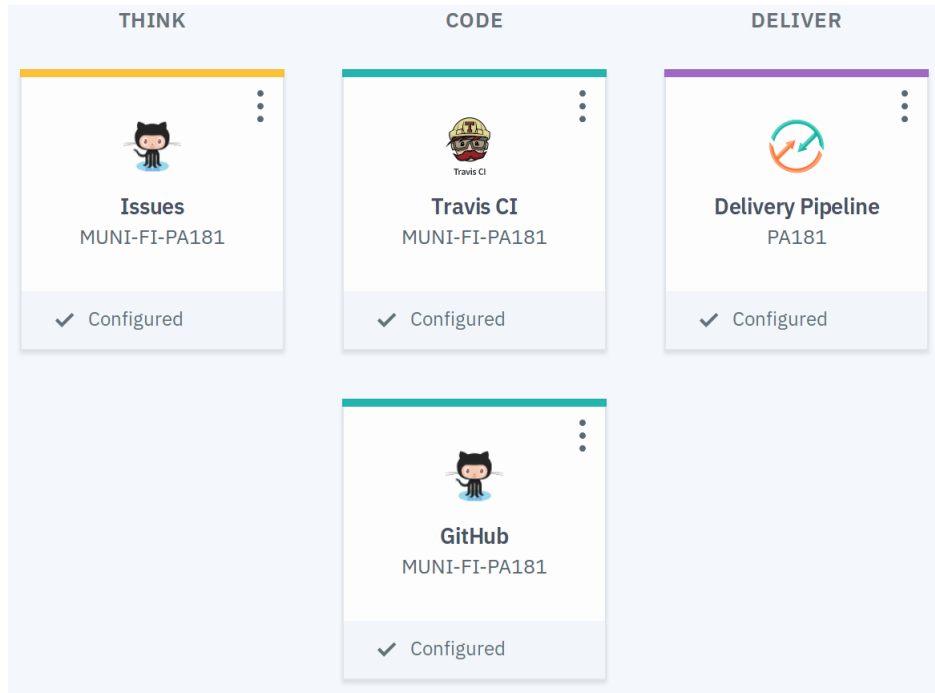 THINK
CODE
DELIVER
Issues
MUNI-FI-PA181
Configured
T
Travis CI
Travis CI
MUNI-FI-PA181
Configured
Delivery Pipeline
PA181
Configured
GitHub
MUNI-FI-PA181
Configured